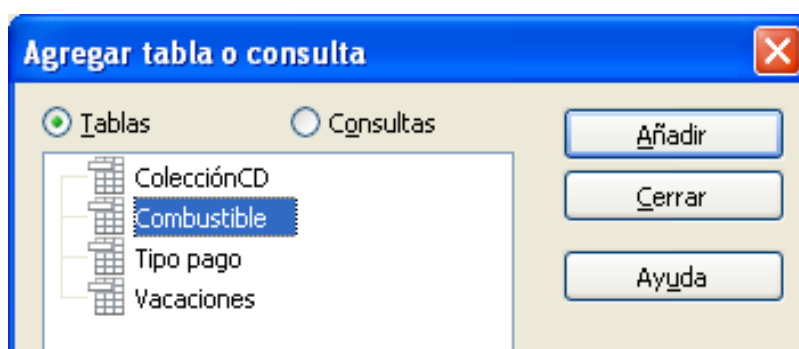 Agregar tabla o consulta
Tablas Consultas
Añadir
ColecciónCD
Combustible
Cerrar
Tipo pago
Ayuda
Vacaciones